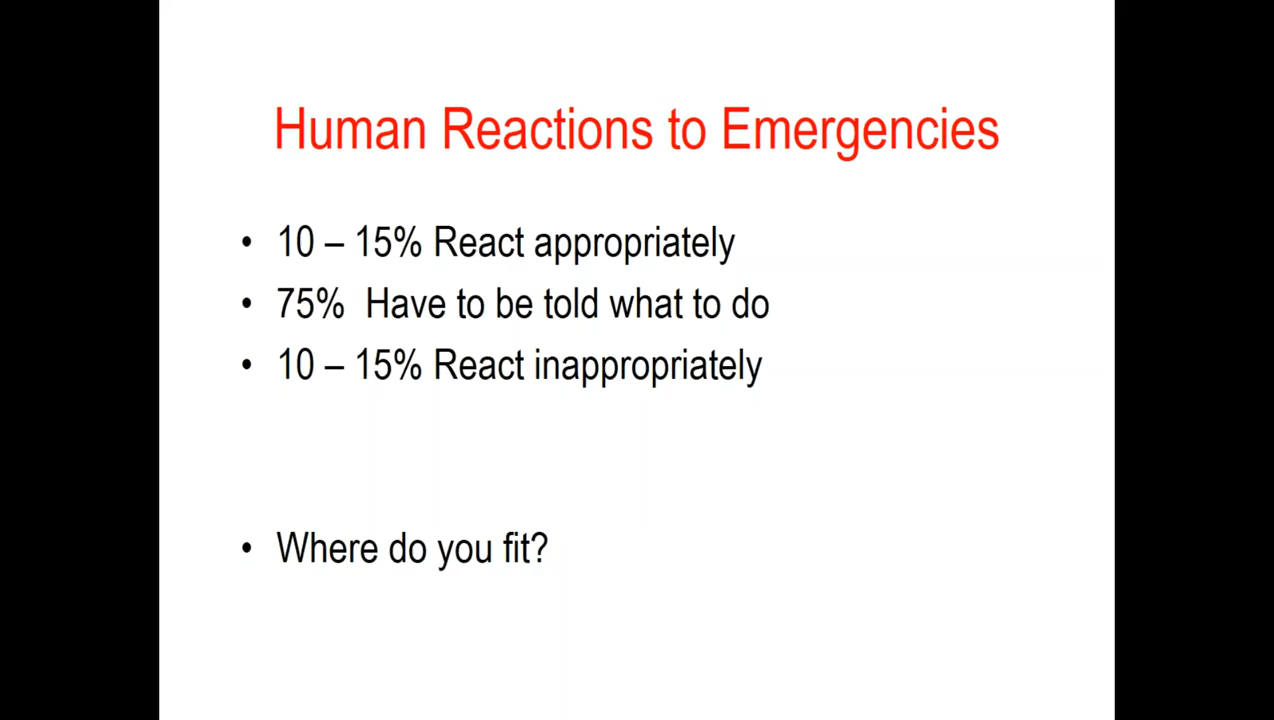 Human Reactions to Emergencies
• 10 – 15% React appropriately
• 75% Have to be told what to do
• 10 – 15% React inappropriately
• Where do you fit?